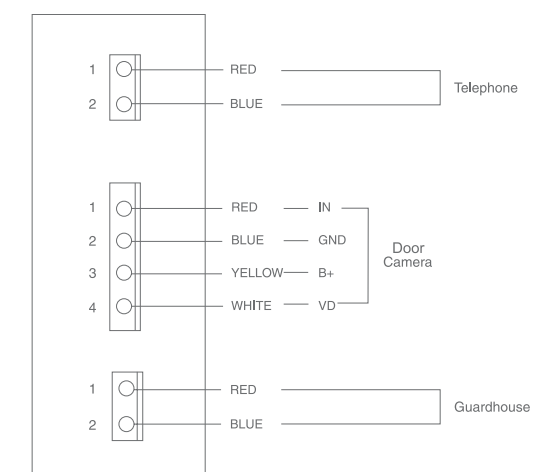 1 RED
Telephone
2 BLUE
1 RED IN
2 BLUE GND
Door
Camera
3 YELLOW B+
4 WHITE VD
1 RED
Guardhouse
2 BLUE